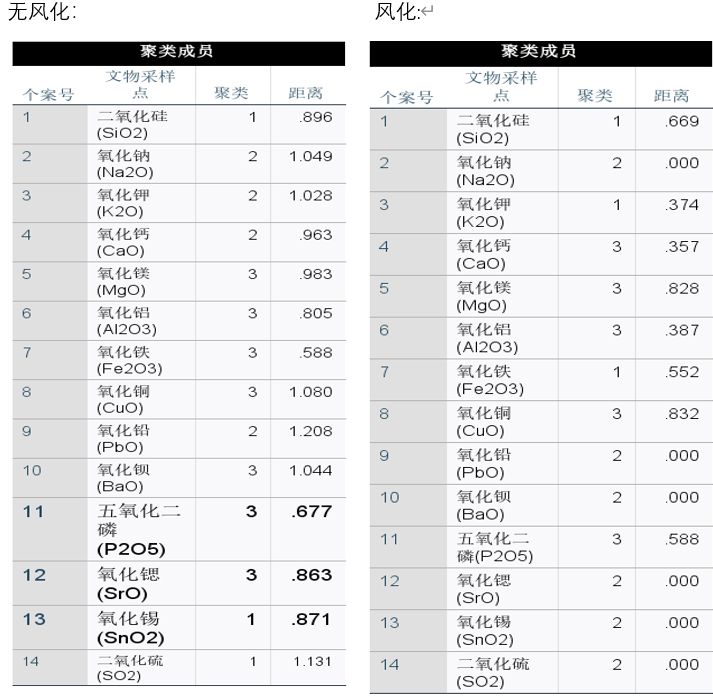 无风化：
聚类成员
个案号 文物采样点 聚类 距离
1 二氧化硅 (SiO2) 1 .896
2 氧化钠 (Na2O) 2 1.049
3 氧化钾 (K2O) 2 1.028
4 氧化钙 (CaO) 2 .963
5 氧化镁 (MgO) 3 .983
6 氧化铝 (Al2O3) 3 .805
7 氧化铁 (Fe2O3) 3 .588
8 氧化铜 (CuO) 3 1.080
9 氧化铅 (PbO) 2 1.208
10 氧化钡 (BaO) 3 1.044
11 五氧化二磷 (P2O5) 3 .677
12 氧化锶 (SrO) 3 .863
13 氧化锡 (SnO2) 1 .871
14 二氧化硫 (SO2) 1 1.131
风化:↵
聚类成员
个案号 文物采样点 聚类 距离
1 二氧化硅 (SiO2) 1 .669
2 氧化钠 (Na2O) 2 .000
3 氧化钾 (K2O) 1 .374
4 氧化钙 (CaO) 3 .357
5 氧化镁 (MgO) 3 .828
6 氧化铝 (Al2O3) 3 .387
7 氧化铁 (Fe2O3) 1 .552
8 氧化铜 (CuO) 3 .832
9 氧化铅 (PbO) 2 .000
10 氧化钡 (BaO) 2 .000
11 五氧化二磷(P2O5) 3 .588
12 氧化锶 (SrO) 2 .000
13 氧化锡 (SnO2) 2 .000
14 二氧化硫 (SO2) 2 .000